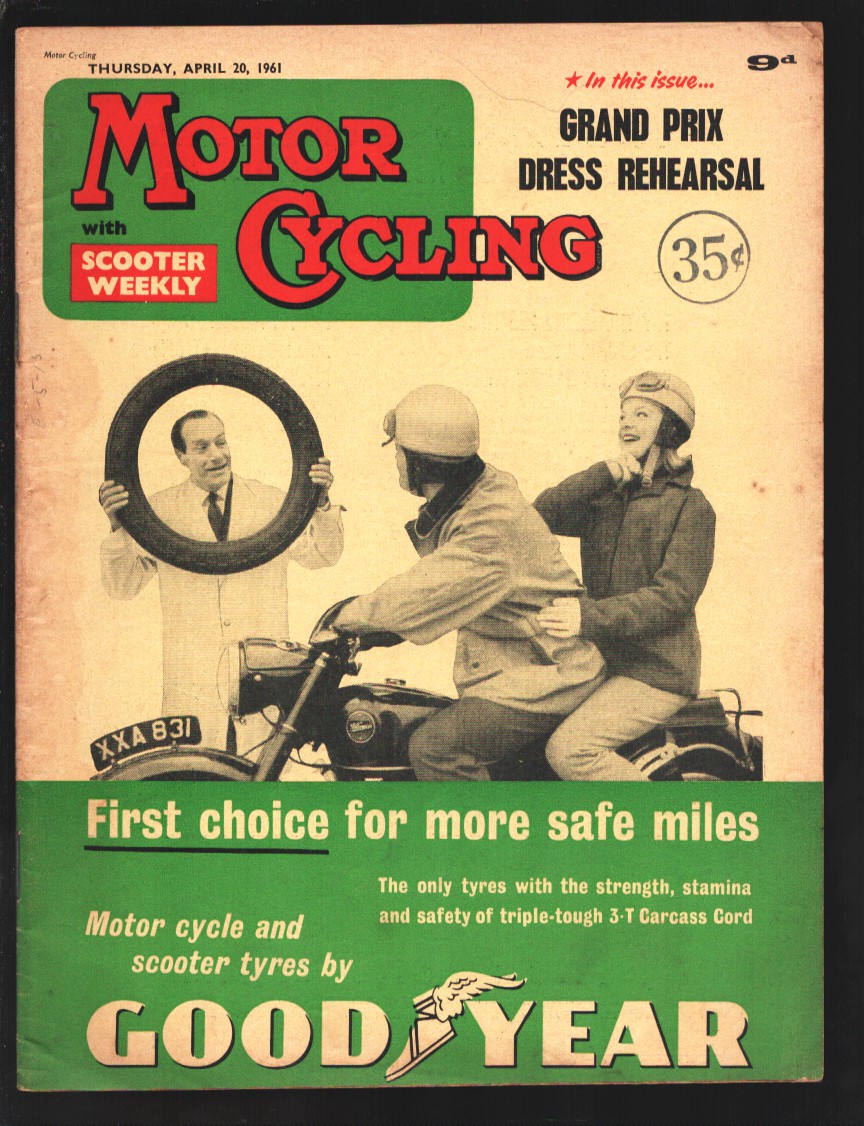 Motor Cycling
THURSDAY, APRIL 20, 1961
9d
★ In this issue...
GRAND PRIX
DRESS REHEARSAL
MOTOR
CYCLING
with
SCOOTER
WEEKLY
35¢
XXA 831
First choice for more safe miles
The only tyres with the strength, stamina
and safety of triple-tough 3-T Carcass Cord
Motor cycle and
scooter tyres by
GOOD YEAR